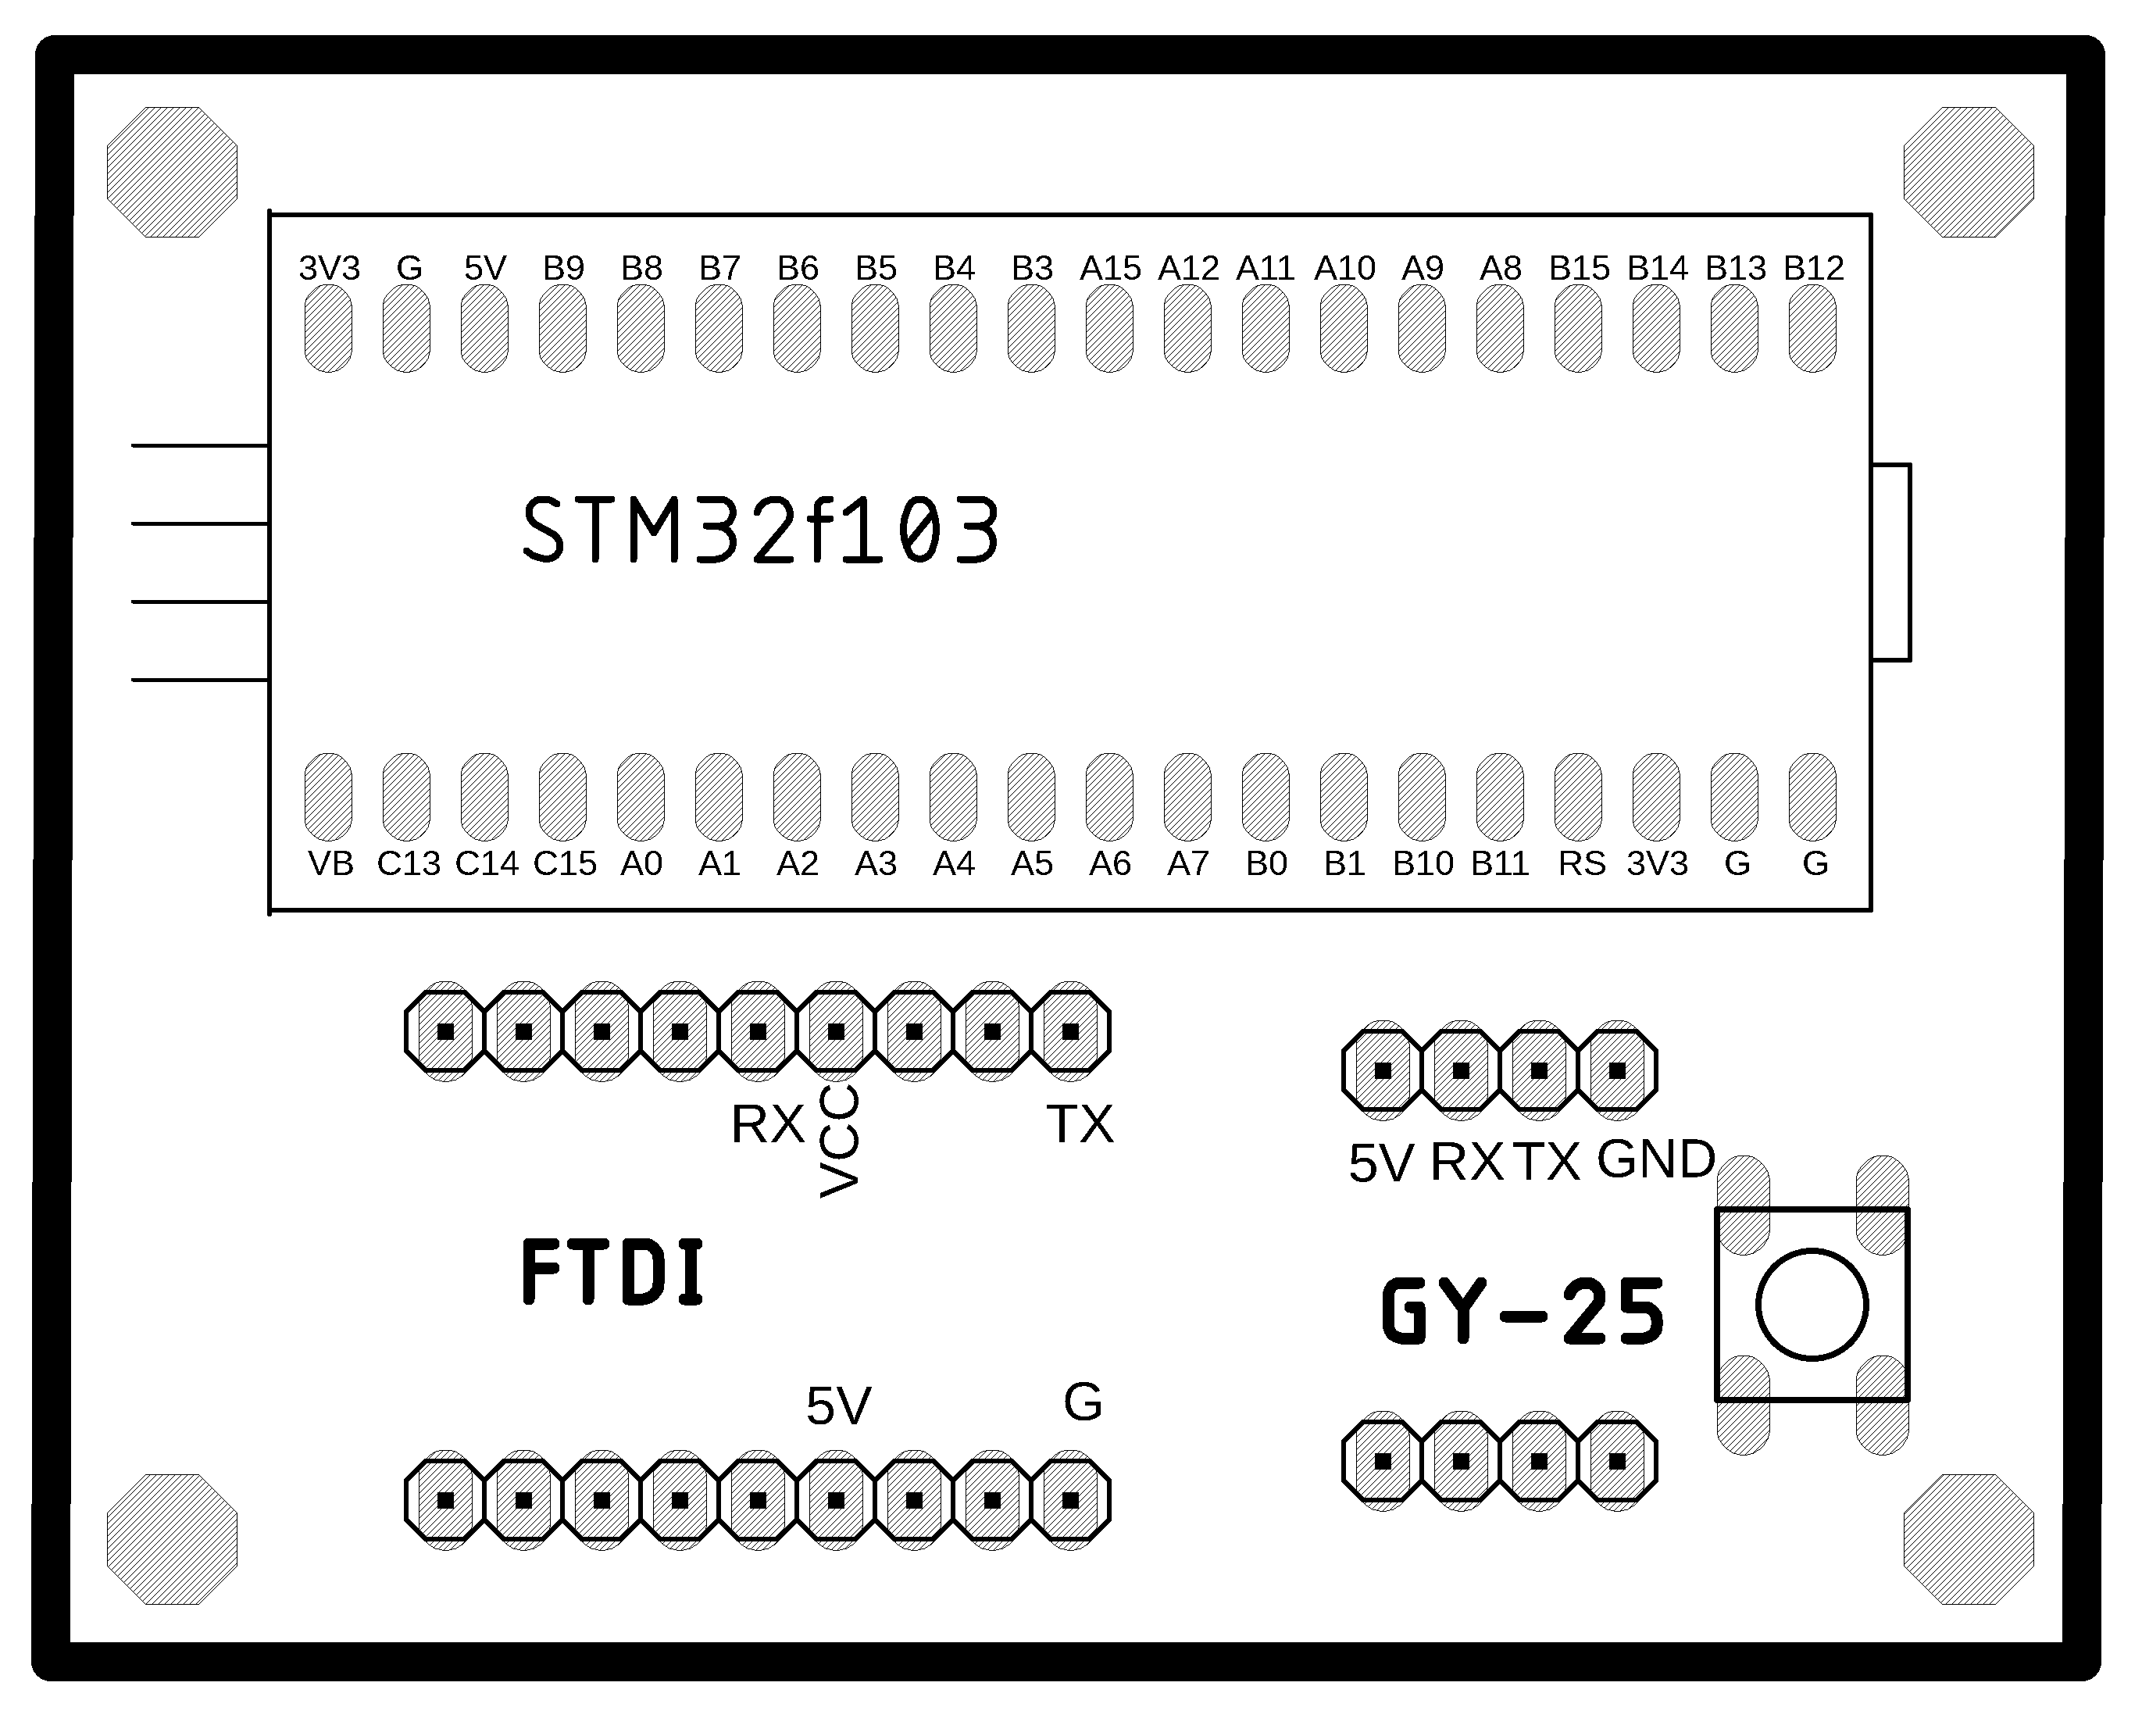 3V3 G 5V B9 B8 B7 B6 B5 B4 B3 A15 A12 A11 A10 A9 A8 B15 B14 B13 B12
STM32f103
VB C13 C14 C15 A0 A1 A2 A3 A4 A5 A6 A7 B0 B1 B10 B11 RS 3V3 G G
RX VCC TX
5V RX TX GND
FTDI
GY-25
5V G